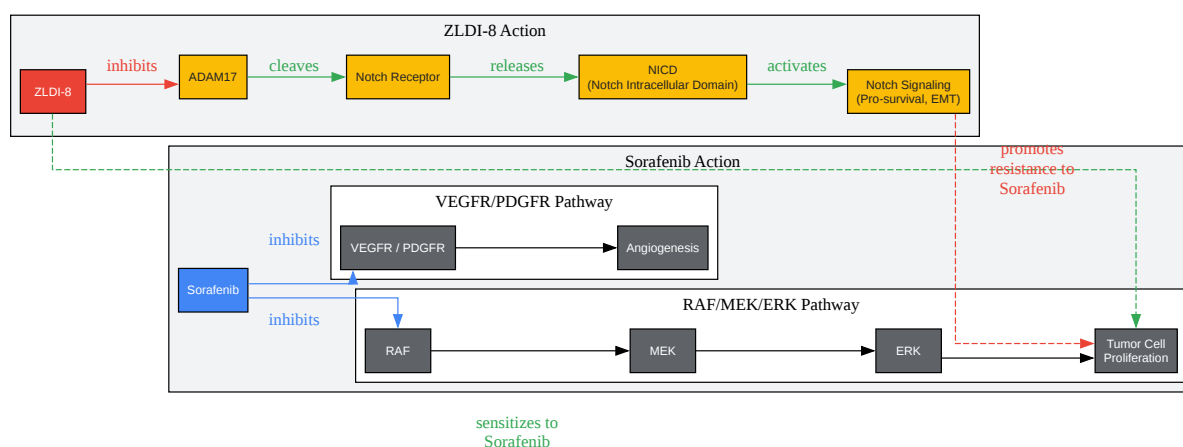 ZLDI-8 Action
ZLDI-8
inhibits
ADAM17
cleaves
Notch Receptor
releases
NICD
(Notch Intracellular Domain)
activates
Notch Signaling
(Pro-survival, EMT)
promotes
resistance to
Sorafenib
Sorafenib Action
VEGFR/PDGFR Pathway
inhibits
VEGFR / PDGFR
Angiogenesis
Sorafenib
inhibits
RAF/MEK/ERK Pathway
RAF
MEK
ERK
Tumor Cell
Proliferation
sensitizes to
Sorafenib